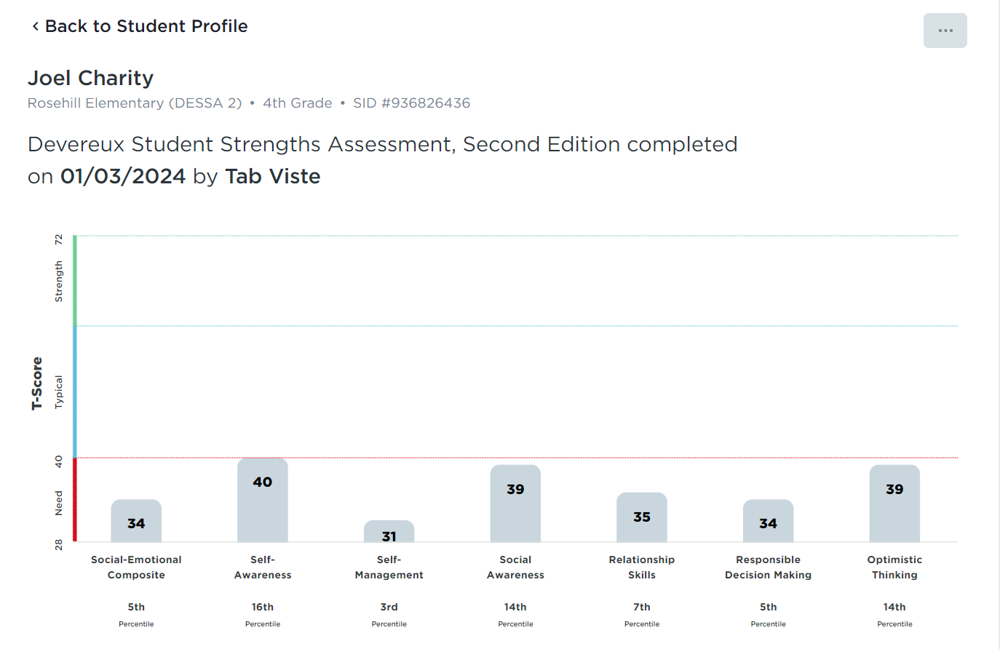 ‹ Back to Student Profile
...
Joel Charity
Rosehill Elementary (DESSA 2) • 4th Grade • SID #936826436
Devereux Student Strengths Assessment, Second Edition completed
on 01/03/2024 by Tab Viste
T-Score
72
Strength
Typical
40
Need
28
34
40
31
39
35
34
39
Social-Emotional
Composite
Self-
Awareness
Self-
Management
Social
Awareness
Relationship
Skills
Responsible
Decision Making
Optimistic
Thinking
5th
Percentile
16th
Percentile
3rd
Percentile
14th
Percentile
7th
Percentile
5th
Percentile
14th
Percentile